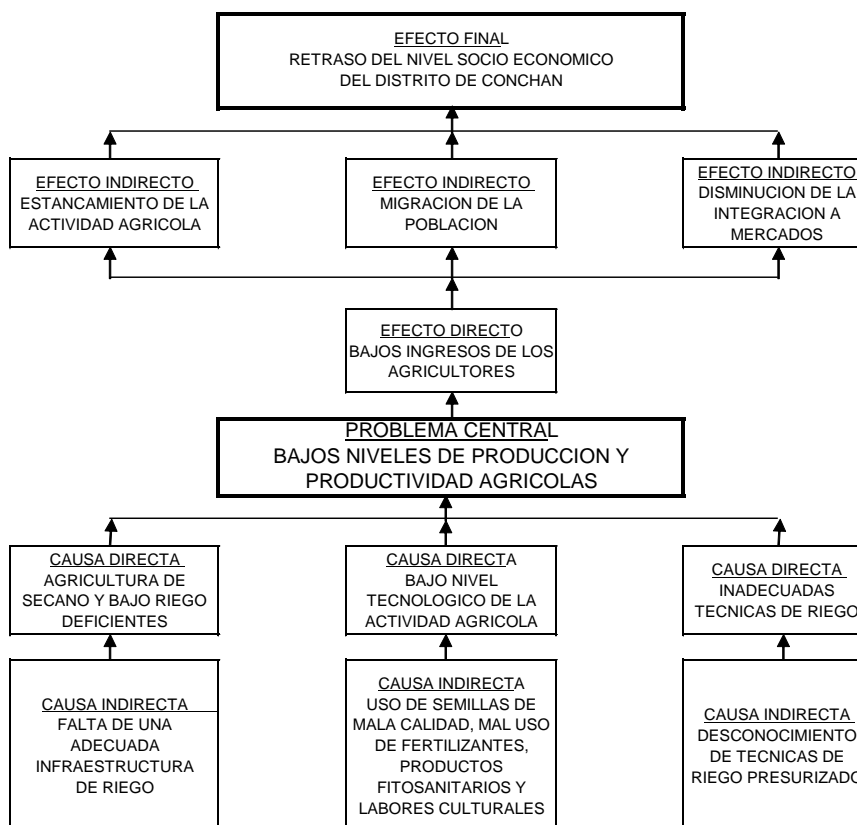 EFECTO FINAL
RETRASO DEL NIVEL SOCIO ECONOMICO
DEL DISTRITO DE CONCHAN
EFECTO INDIRECTO
ESTANCAMIENTO DE LA
ACTIVIDAD AGRICOLA
EFECTO INDIRECTO
MIGRACION DE LA
POBLACION
EFECTO INDIRECTO
DISMINUCION DE LA
INTEGRACION A
MERCADOS
EFECTO DIRECTO
BAJOS INGRESOS DE LOS
AGRICULTORES
PROBLEMA CENTRAL
BAJOS NIVELES DE PRODUCCION Y
PRODUCTIVIDAD AGRICOLAS
CAUSA DIRECTA
AGRICULTURA DE
SECANO Y BAJO RIEGO
DEFICIENTES
CAUSA DIRECTA
BAJO NIVEL
TECNOLOGICO DE LA
ACTIVIDAD AGRICOLA
CAUSA DIRECTA
INADECUADAS
TECNICAS DE RIEGO
CAUSA INDIRECTA
FALTA DE UNA
ADECUADA
INFRAESTRUCTURA
DE RIEGO
CAUSA INDIRECTA
USO DE SEMILLAS DE
MALA CALIDAD, MAL USO
DE FERTILIZANTES,
PRODUCTOS
FITOSANITARIOS Y
LABORES CULTURALES
CAUSA INDIRECTA
DESCONOCIMIENTO
DE TECNICAS DE
RIEGO PRESURIZADO